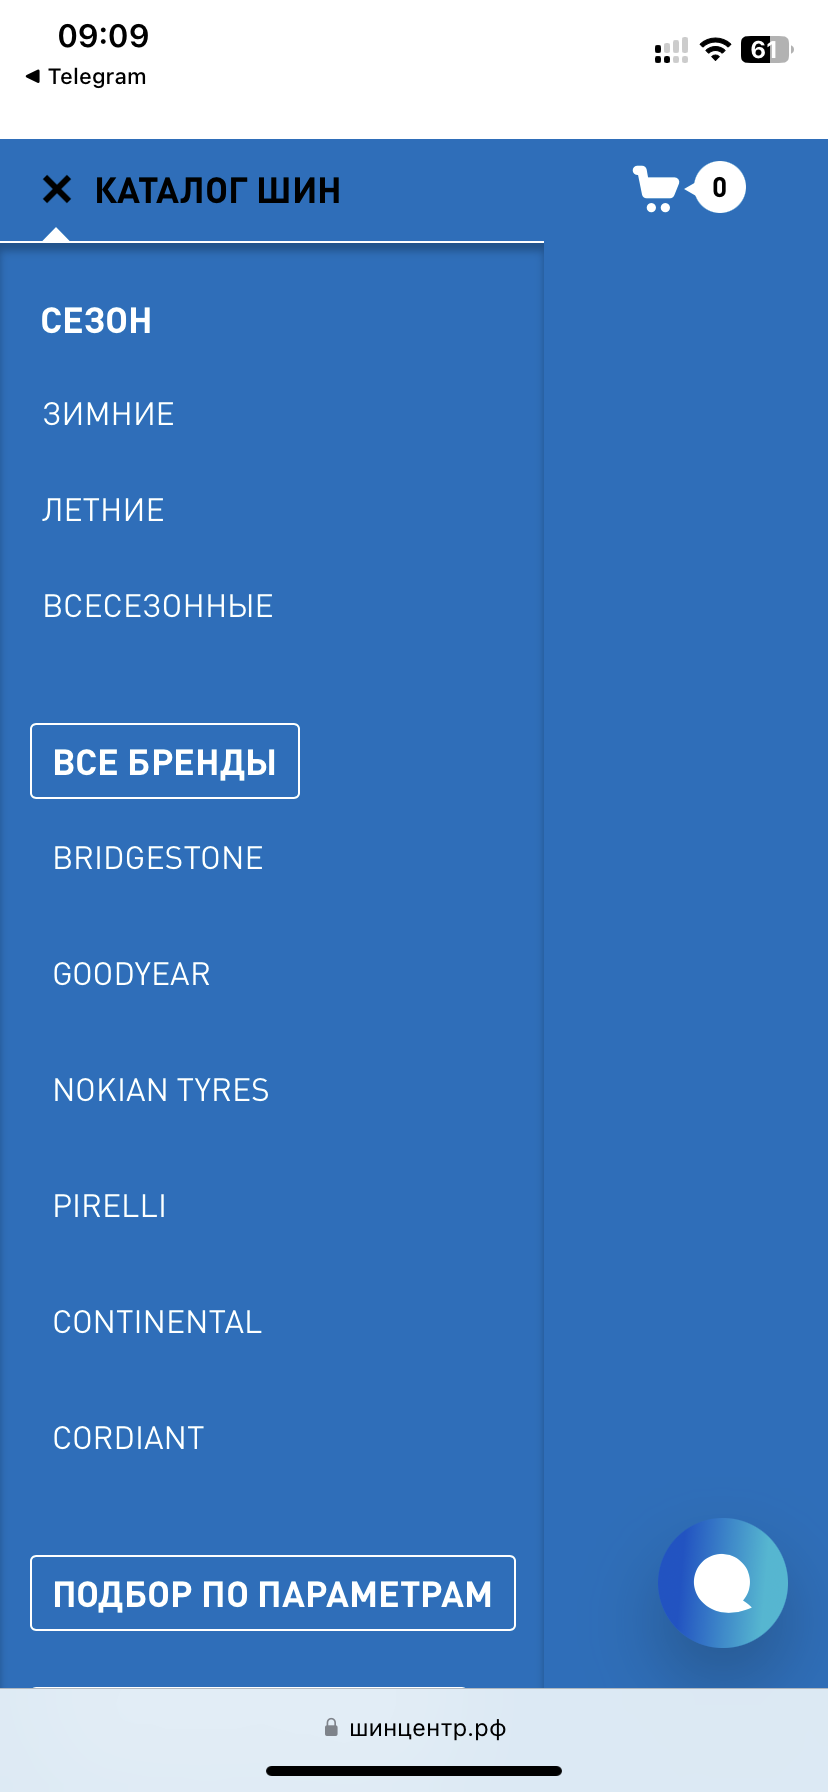 09:09
61
◀ Telegram
КАТАЛОГ ШИН
0
СЕЗОН
ЗИМНИЕ
ЛЕТНИЕ
ВСЕСЕЗОННЫЕ
ВСЕ БРЕНДЫ
BRIDGESTONE
GOODYEAR
NOKIAN TYRES
PIRELLI
CONTINENTAL
CORDIANT
ПОДБОР ПО ПАРАМЕТРАМ
шинцентр.рф